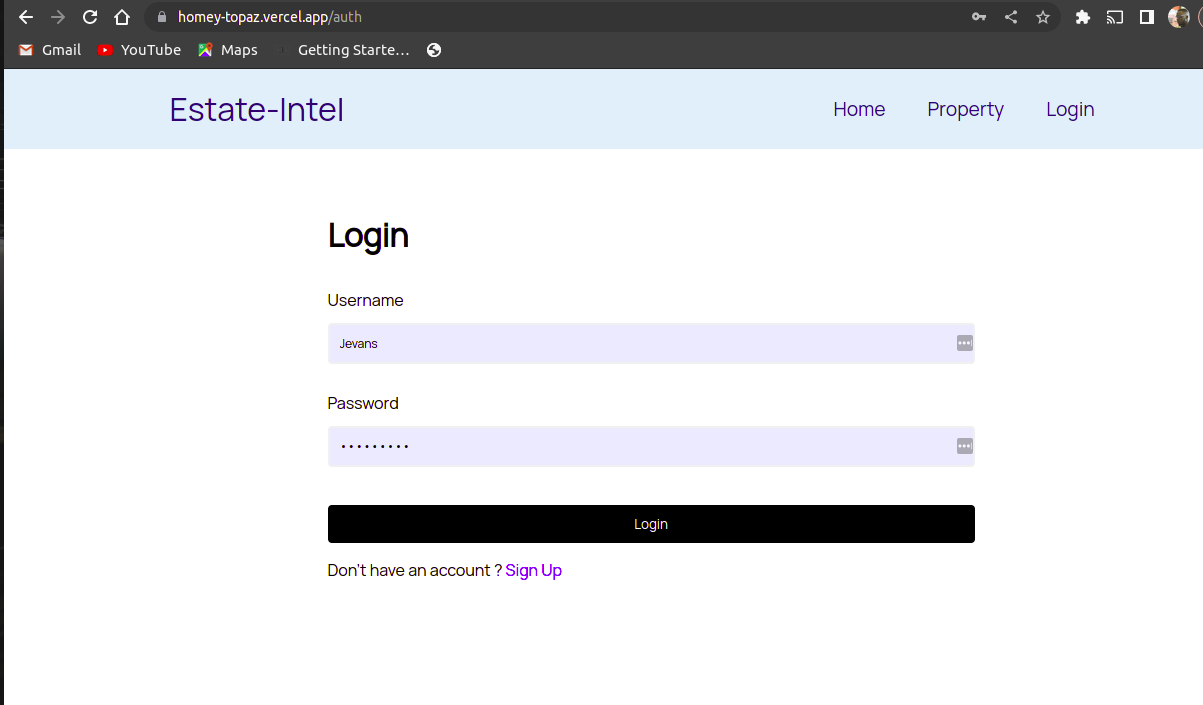 homey-topaz.vercel.app/auth
Gmail YouTube Maps Getting Starte...
Estate-Intel Home Property Login
Login
Username
Jevans
Password
•••••••••
Login
Don't have an account ? Sign Up